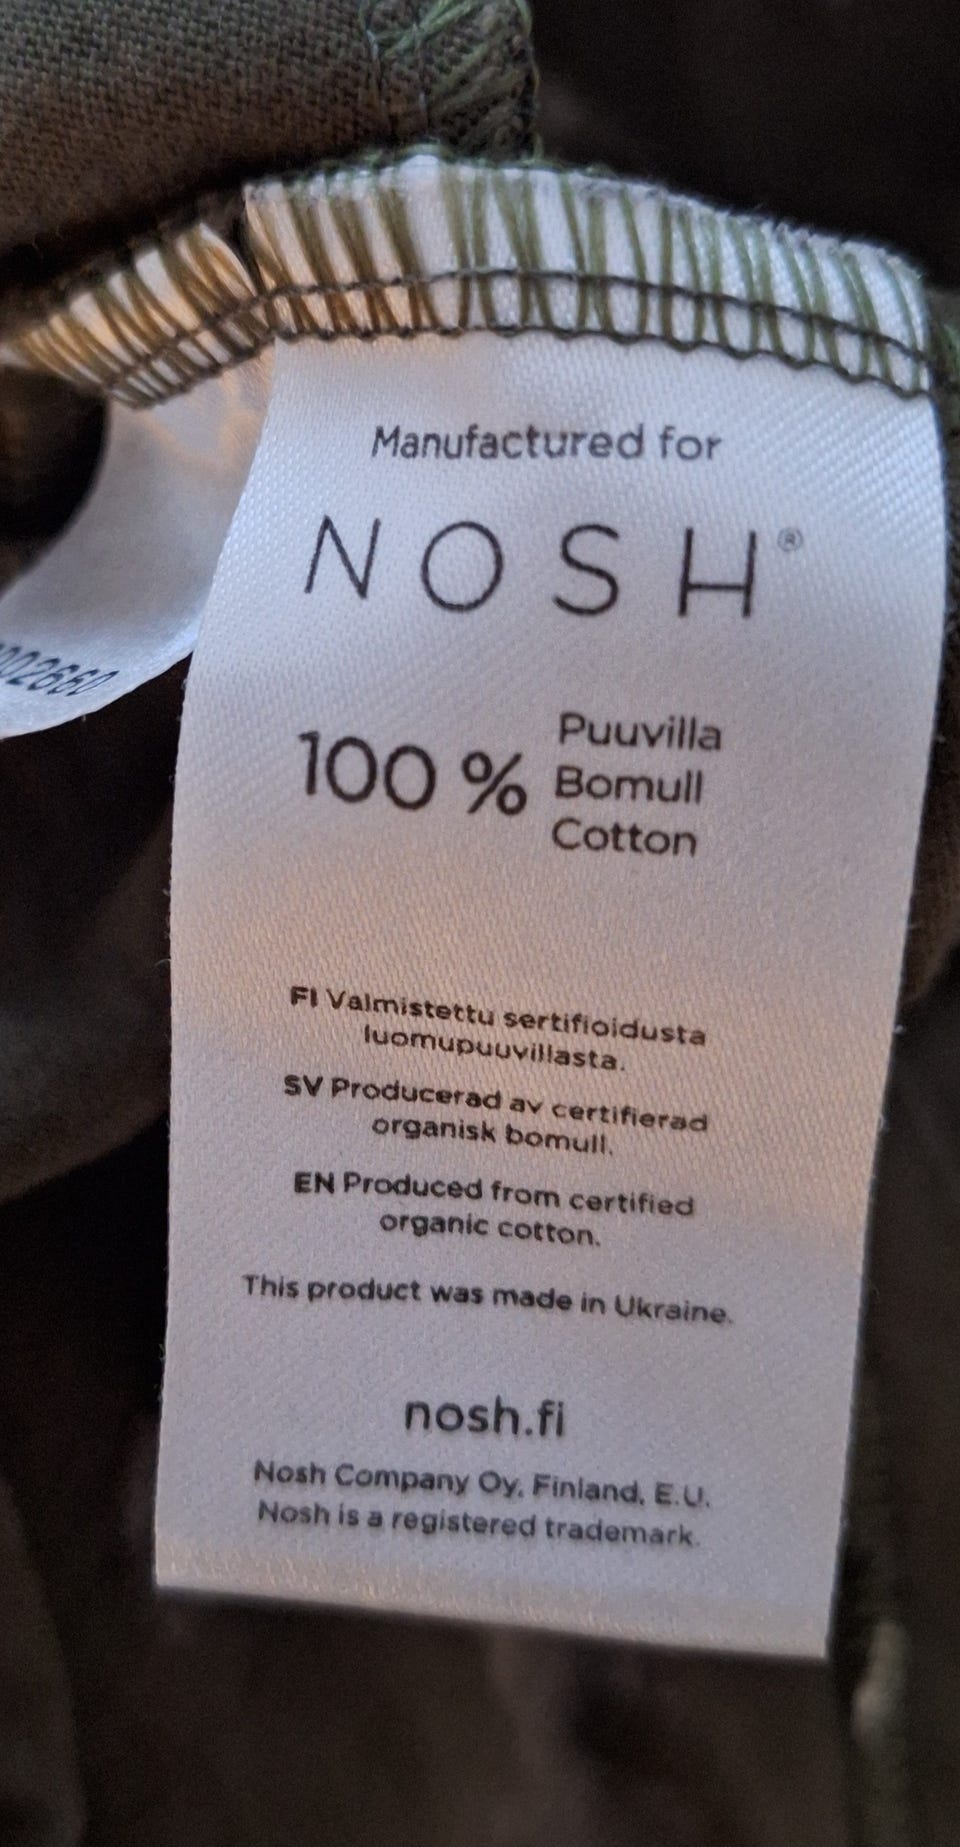 Manufactured for
NOSH®
100 %
Puuvilla
Bomull
Cotton
FI Valmistettu sertifioidusta
luomupuuvillasta.
SV Producerad av certifierad
organisk bomull.
EN Produced from certified
organic cotton.
This product was made in Ukraine.
nosh.fi
Nosh Company Oy, Finland, E.U.
Nosh is a registered trademark.